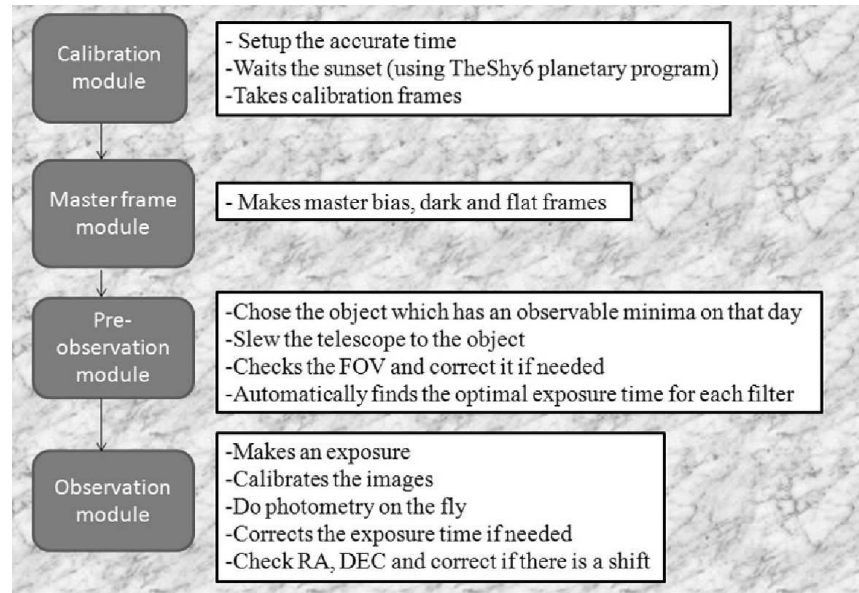 Calibration
module
- Setup the accurate time
-Waits the sunset (using TheShy6 planetary program)
-Takes calibration frames
Master frame
module
- Makes master bias, dark and flat frames
Pre-
observation
module
-Chose the object which has an observable minima on that day
-Slew the telescope to the object
-Checks the FOV and correct it if needed
-Automatically finds the optimal exposure time for each filter
Observation
module
-Makes an exposure
-Calibrates the images
-Do photometry on the fly
-Corrects the exposure time if needed
-Check RA, DEC and correct if there is a shift